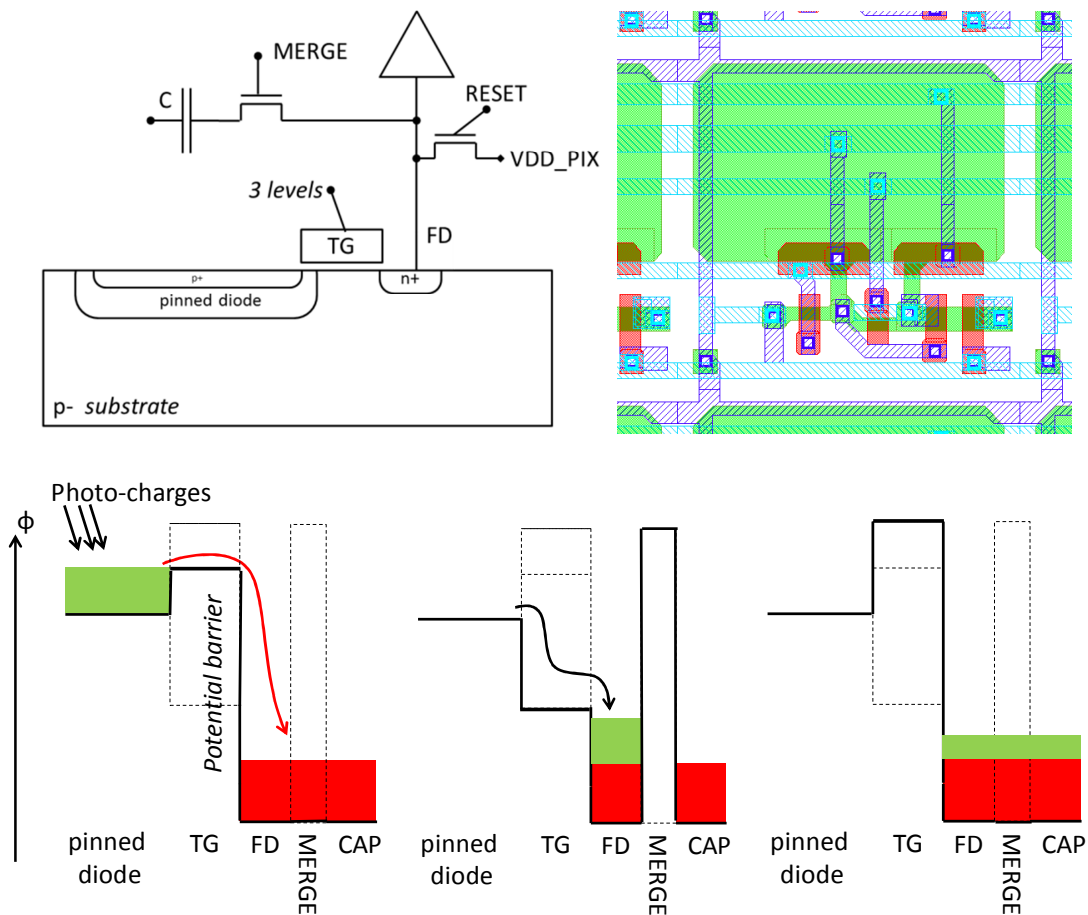 MERGE
C
RESET
VDD_PIX
3 levels
TG
FD
p+
n+
pinned diode
p- substrate
Photo-charges
ϕ
Potential barrier
pinned
diode
TG
FD
MERGE
CAP
pinned
diode
TG
FD
MERGE
CAP
pinned
diode
TG
FD
MERGE
CAP